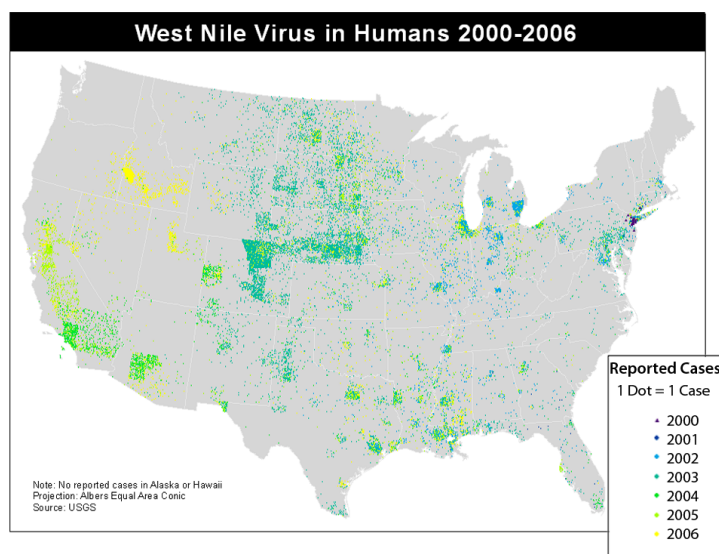 West Nile Virus in Humans 2000-2006
Note: No reported cases in Alaska or Hawaii
Projection: Albers Equal Area Conic
Source: USGS
Reported Cases
1 Dot = 1 Case
2000
2001
2002
2003
2004
2005
2006